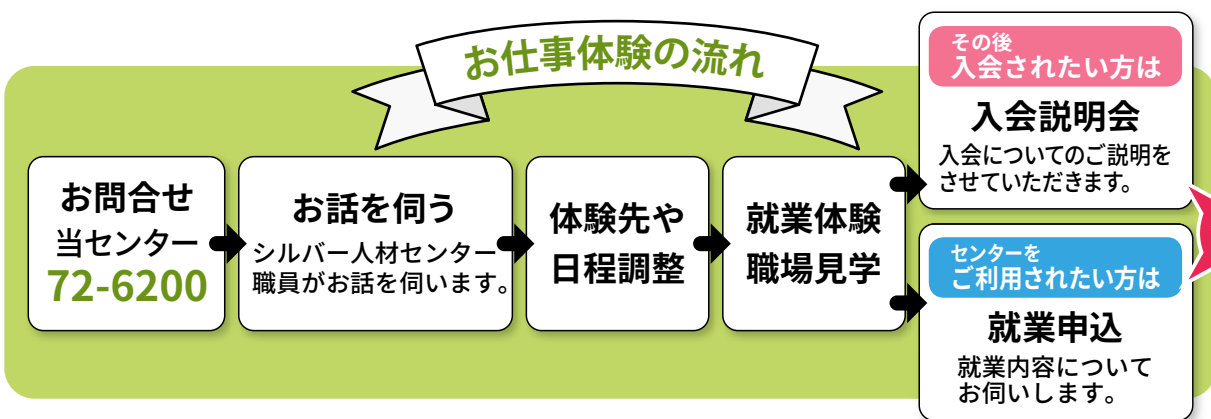 お仕事体験の流れ
お問合せ
当センター
72-6200
お話を伺う
シルバー人材センター
職員がお話を伺います。
体験先や
日程調整
就業体験
職場見学
その後
入会されたい方は
入会説明会
入会についてのご説明を
させていただきます。
センターを
ご利用されたい方は
就業申込
就業内容について
お伺いします。